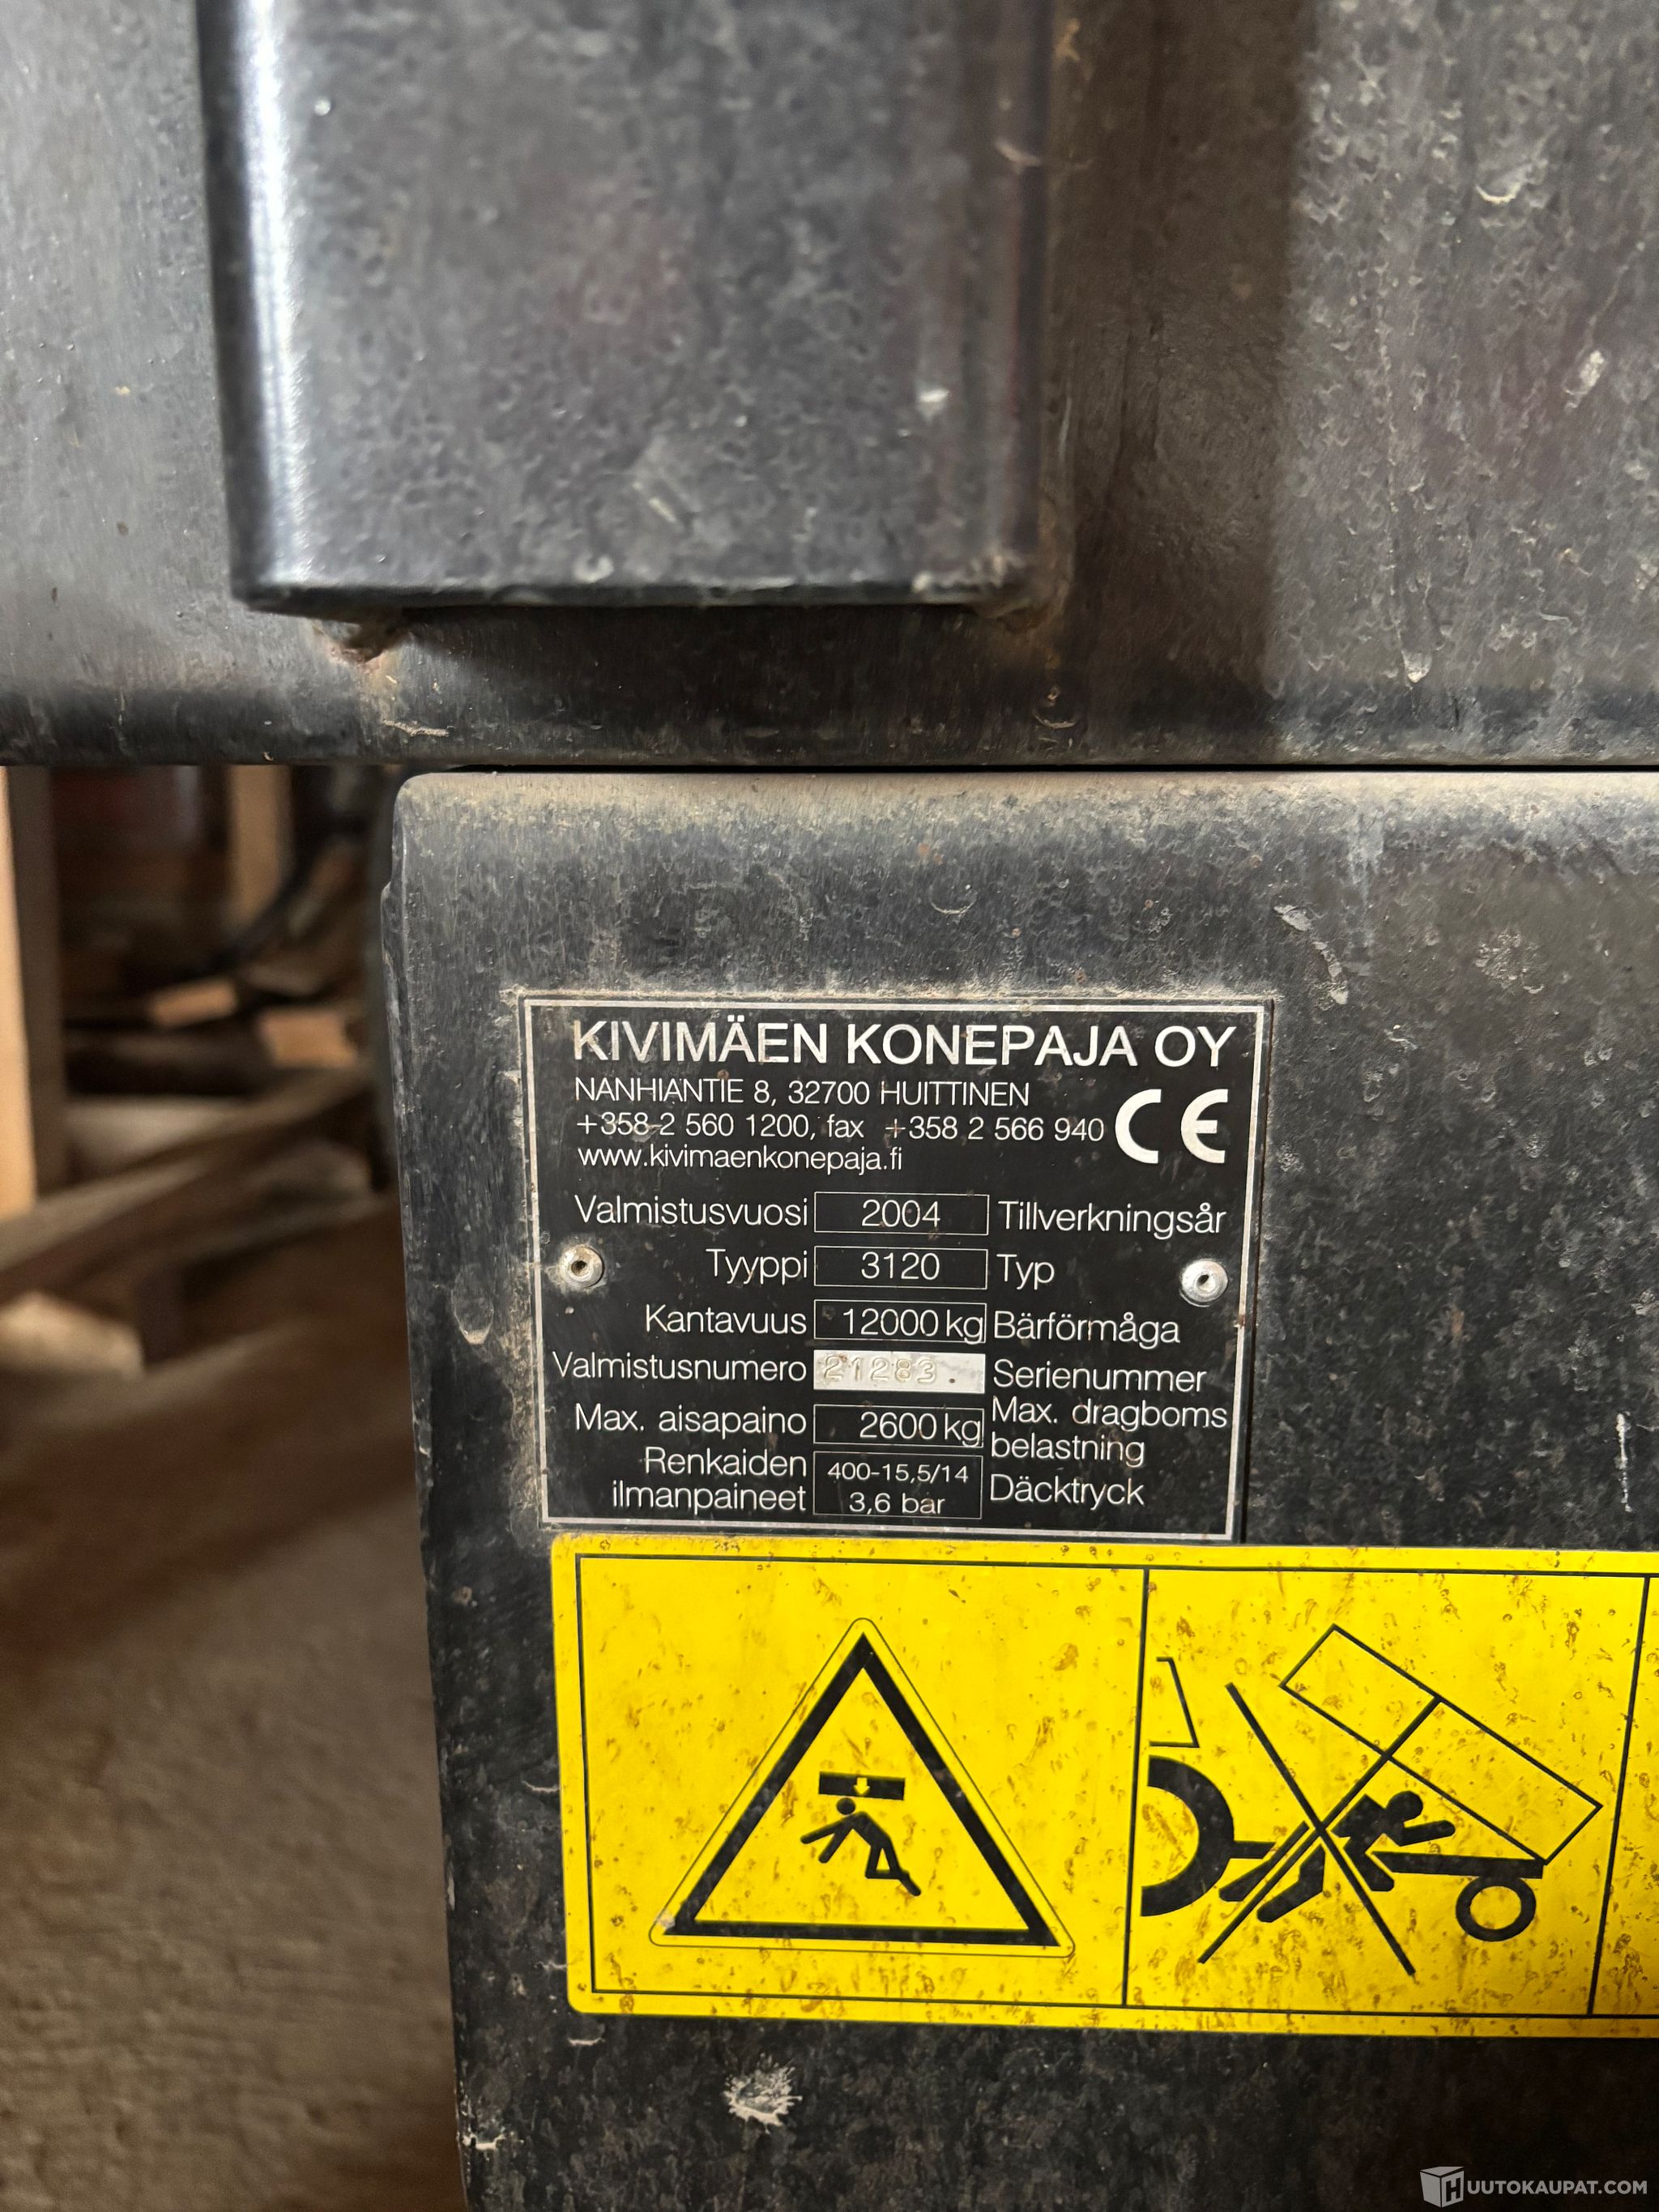 KIVIMÄEN KONEPAJA OY
NANHIANTIE 8, 32700 HUITTINEN
+358-2 560 1200, fax +358 2 566 940
CE
www.kivimaenkonepaja.fi
Valmistusvuosi 2004 Tillverkningsår
Tyyppi 3120 Typ
Kantavuus 12000 kg Bärförmåga
Valmistusnumero 21283 Serienummer
Max. aisapaino 2600 kg Max. dragboms
belastning
Renkaiden 400-15,5/14 Däcktryck
ilmanpaineet 3,6 bar
HUUTOKAUPAT.COM